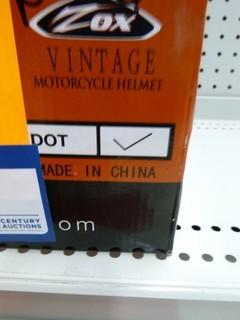 ZOX
VINTAGE
MOTORCYCLE HELMET
DOT
MADE IN CHINA
CENTURY
AUCTIONS
om